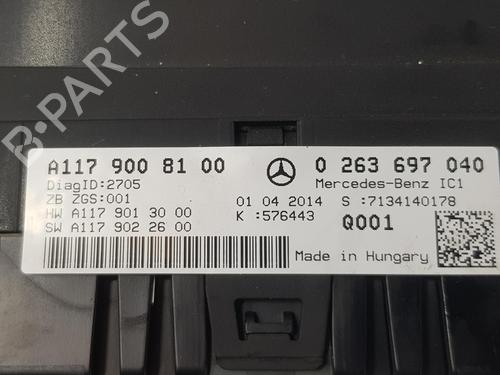 B-PARTS
A117 900 81 00 0 263 697 040
DiagID:2705 Mercedes-Benz IC1
ZB ZGS:001 01 04 2014 S :7134140178
HW A117 901 30 00 K :576443 Q001
SW A117 902 26 00
Made in Hungary